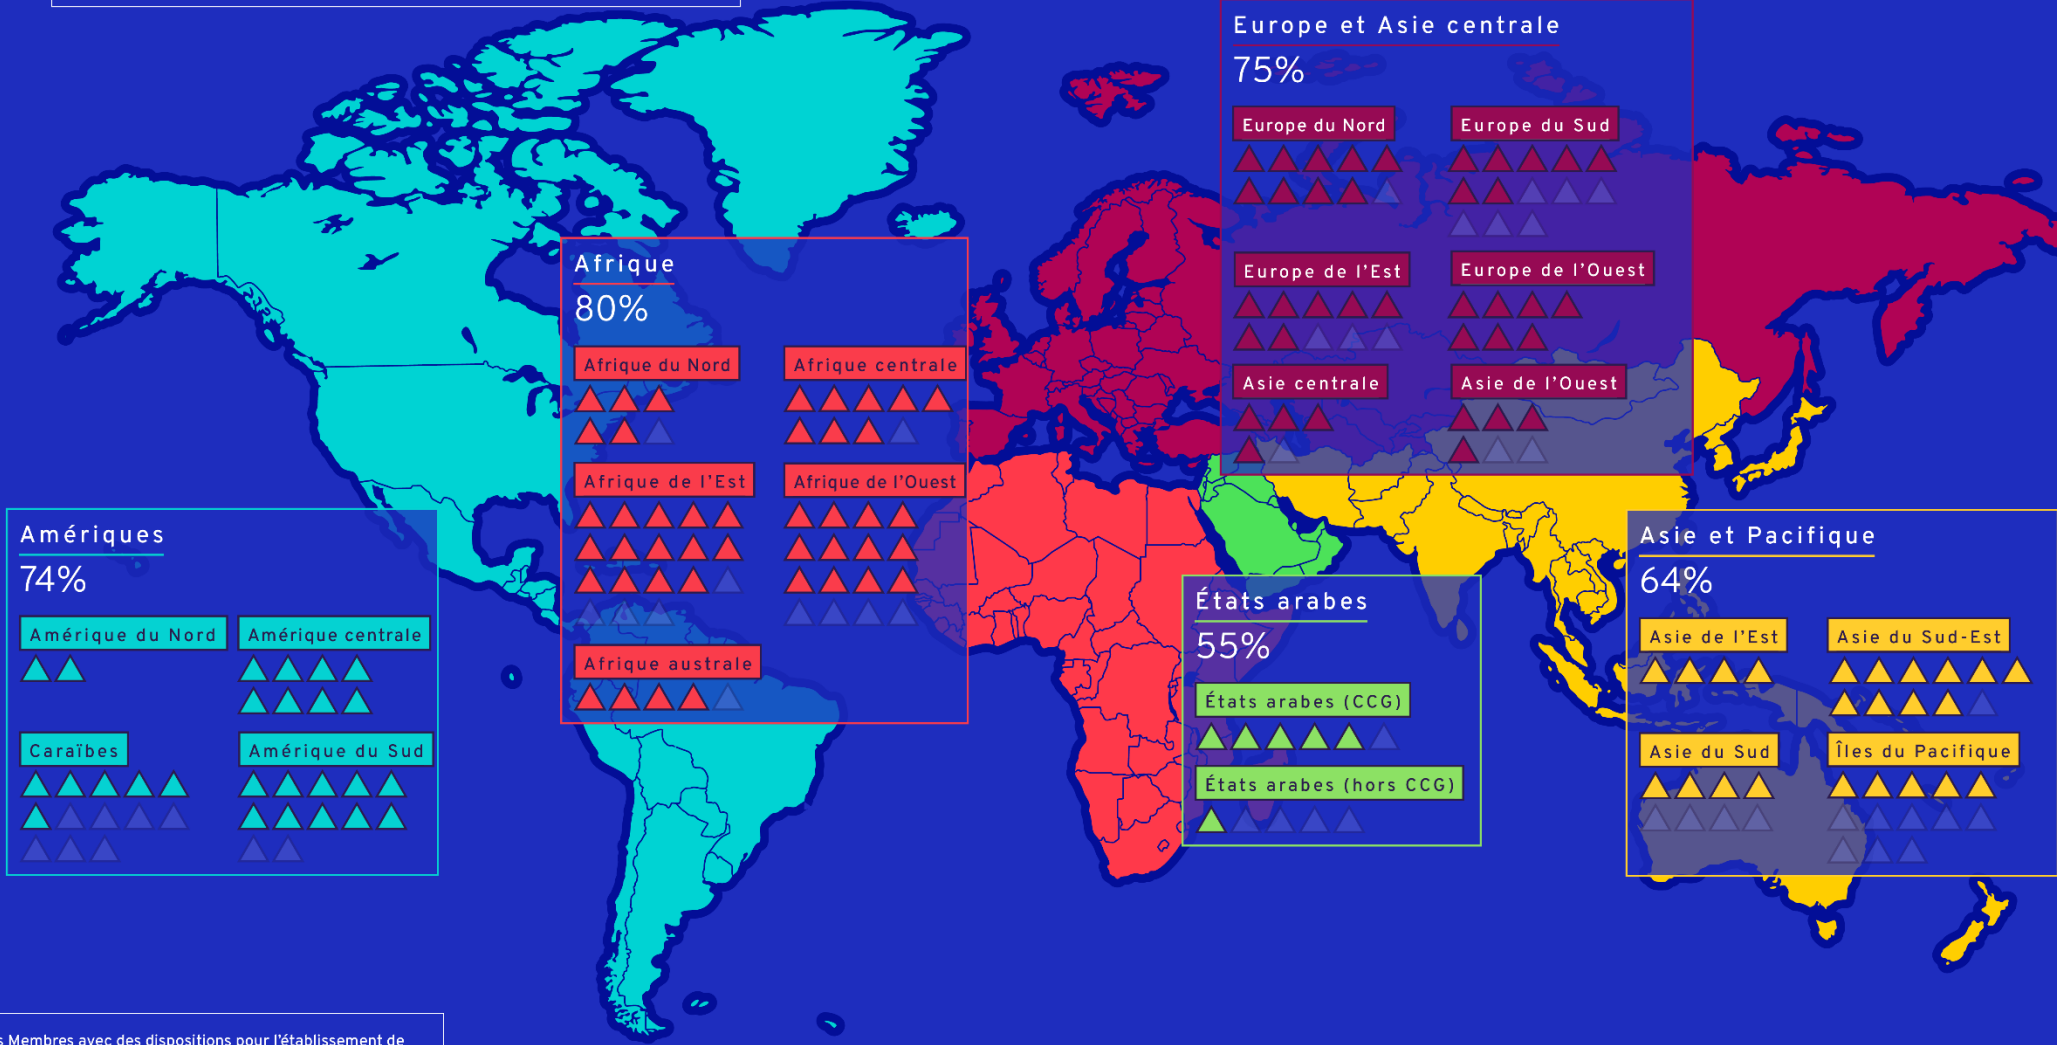 Europe et Asie centrale
75%
Europe du Nord
Europe du Sud
Europe de l'Est
Europe de l'Ouest
Asie centrale
Asie de l'Ouest
Afrique
80%
Afrique du Nord
Afrique centrale
Afrique de l'Est
Afrique de l'Ouest
Afrique australe
Amériques
74%
Amérique du Nord
Amérique centrale
Caraïbes
Amérique du Sud
États arabes
55%
États arabes (CCG)
États arabes (hors CCG)
Asie et Pacifique
64%
Asie de l'Est
Asie du Sud-Est
Asie du Sud
Îles du Pacifique
s Membres avec des dispositions pour l'établissement de